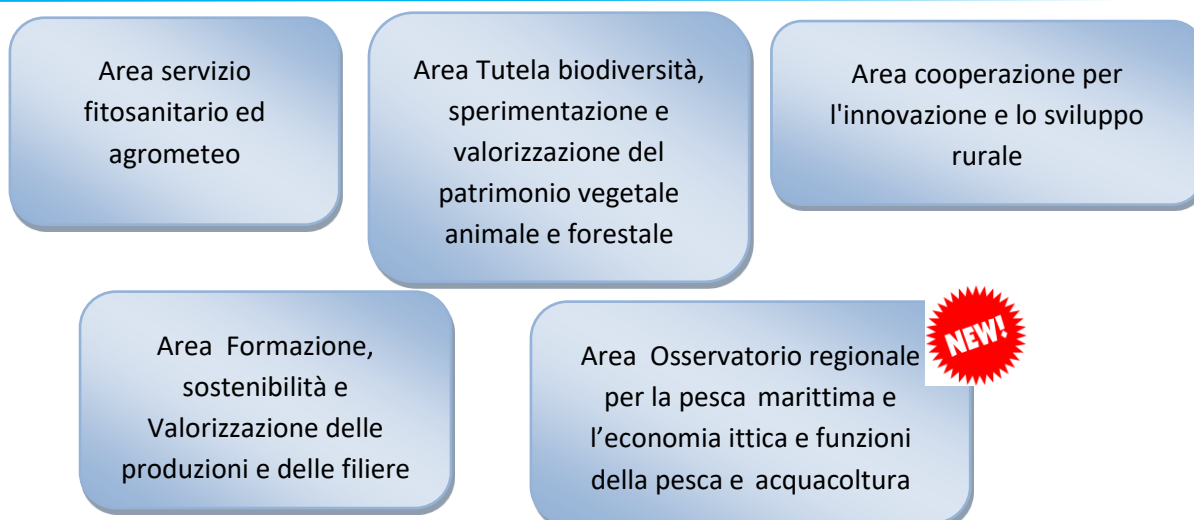 Area servizio
fitosanitario ed
agrometeo
Area Tutela biodiversità,
sperimentazione e
valorizzazione del
patrimonio vegetale
animale e forestale
Area cooperazione per
l'innovazione e lo sviluppo
rurale
Area Formazione,
sostenibilità e
Valorizzazione delle
produzioni e delle filiere
Area Osservatorio regionale
per la pesca marittima e
l’economia ittica e funzioni
della pesca e acquacoltura
NEW!